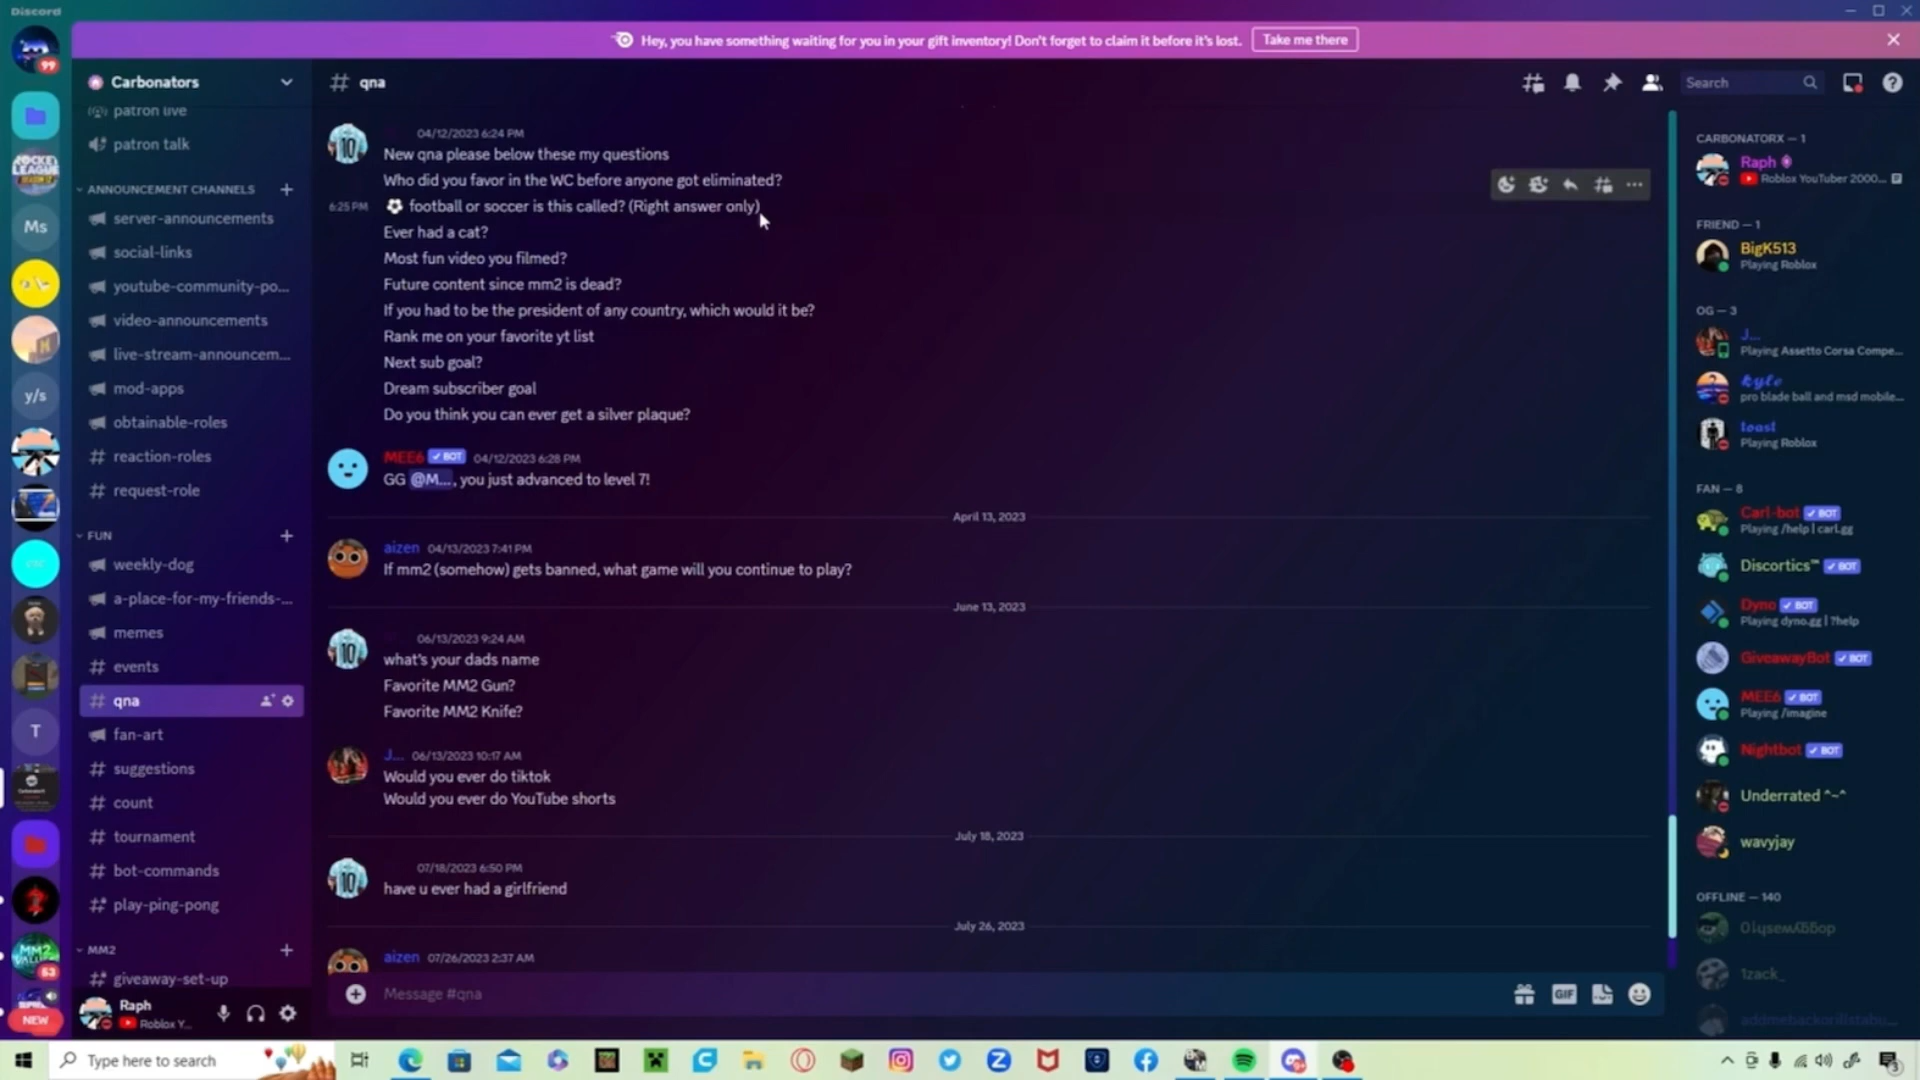 Discord
Hey, you have something waiting for you in your gift inventory! Don't forget to claim it before it's lost.
Take me there
99
Carbonators
patron live
patron talk
ANNOUNCEMENT CHANNELS
server-announcements
social-links
youtube-community-po...
video-announcements
live-stream-announcem...
mod-apps
obtainable-roles
reaction-roles
request-role
FUN
weekly-dog
a-place-for-my-friends-...
memes
events
qna
fan-art
suggestions
count
tournament
bot-commands
play-ping-pong
MM2
giveaway-set-up
Raph
Roblox Y...
ROCKET
LEAGUE
Ms
y/s
T
MM2
53
NEW
qna
Search
04/12/2023 6:24 PM
New qna please below these my questions
Who did you favor in the WC before anyone got eliminated?
6:25 PM
⚽ football or soccer is this called? (Right answer only)
Ever had a cat?
Most fun video you filmed?
Future content since mm2 is dead?
If you had to be the president of any country, which would it be?
Rank me on your favorite yt list
Next sub goal?
Dream subscriber goal
Do you think you can ever get a silver plaque?
MEE6 ✓ BOT 04/12/2023 6:28 PM
GG @M..., you just advanced to level 7!
April 13, 2023
aizen 04/13/2023 7:41 PM
If mm2 (somehow) gets banned, what game will you continue to play?
June 13, 2023
06/13/2023 9:24 AM
what's your dads name
Favorite MM2 Gun?
Favorite MM2 Knife?
J... 06/13/2023 10:17 AM
Would you ever do tiktok
Would you ever do YouTube shorts
July 18, 2023
07/18/2023 6:50 PM
have u ever had a girlfriend
July 26, 2023
aizen 07/26/2023 2:37 AM
Message #qna
GIF
CARBONATORX — 1
Raph
Roblox YouTuber 2000...
FRIEND — 1
BigK513
Playing Roblox
OG — 3
J...
Playing Assetto Corsa Compe...
kyle
pro blade ball and msd mobile...
toast
Playing Roblox
FAN — 8
Carl-bot ✓ BOT
Playing /help | carl.gg
Discortics™ ✓ BOT
Dyno ✓ BOT
Playing dyno.gg | ?help
GiveawayBot ✓ BOT
MEE6 ✓ BOT
Playing /imagine
Nightbot ✓ BOT
Underrated ^~^
wavyjay
OFFLINE — 140
1zack_
Type here to search